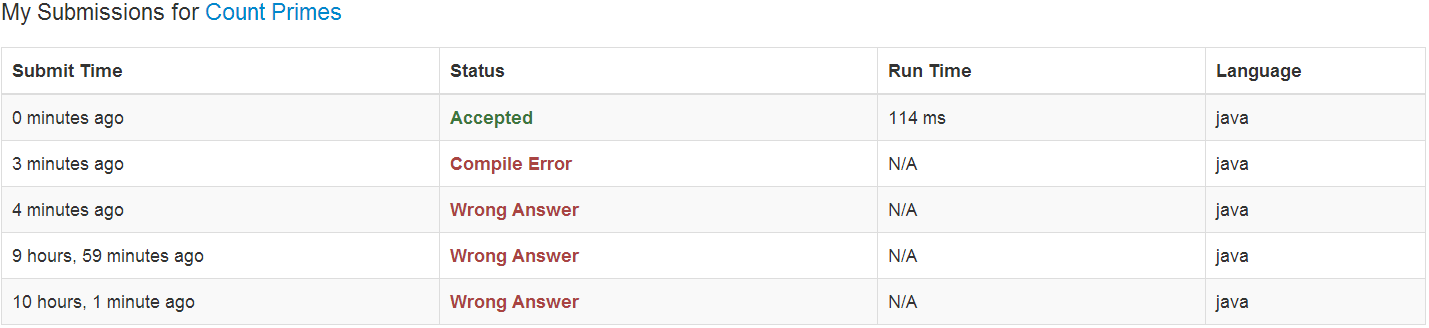 My Submissions for Count Primes
Submit Time Status Run Time Language
0 minutes ago Accepted 114 ms java
3 minutes ago Compile Error N/A java
4 minutes ago Wrong Answer N/A java
9 hours, 59 minutes ago Wrong Answer N/A java
10 hours, 1 minute ago Wrong Answer N/A java